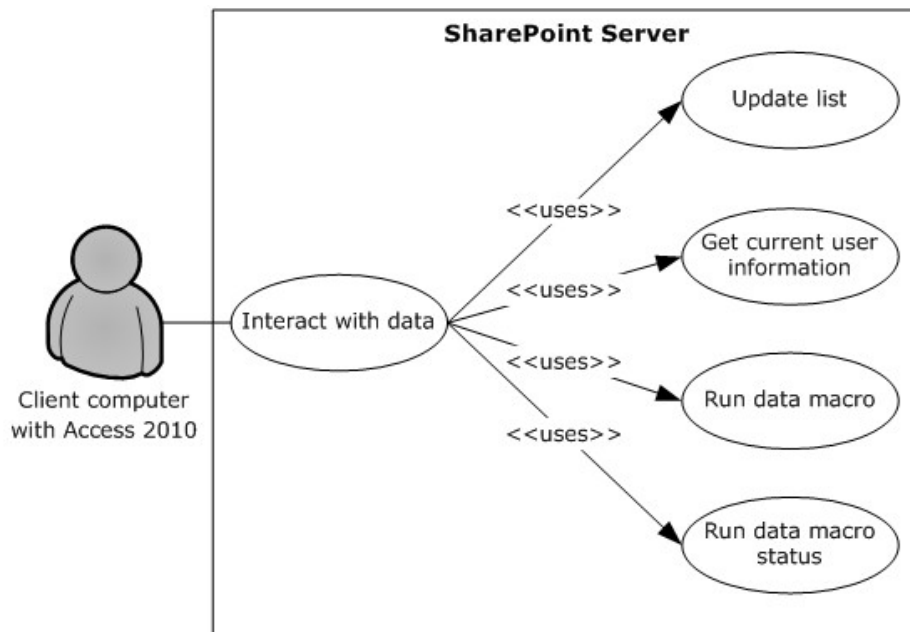 SharePoint Server
Update list
<<uses>>
Get current user
information
<<uses>>
Interact with data
<<uses>>
Run data macro
Client computer
with Access 2010
<<uses>>
Run data macro
status